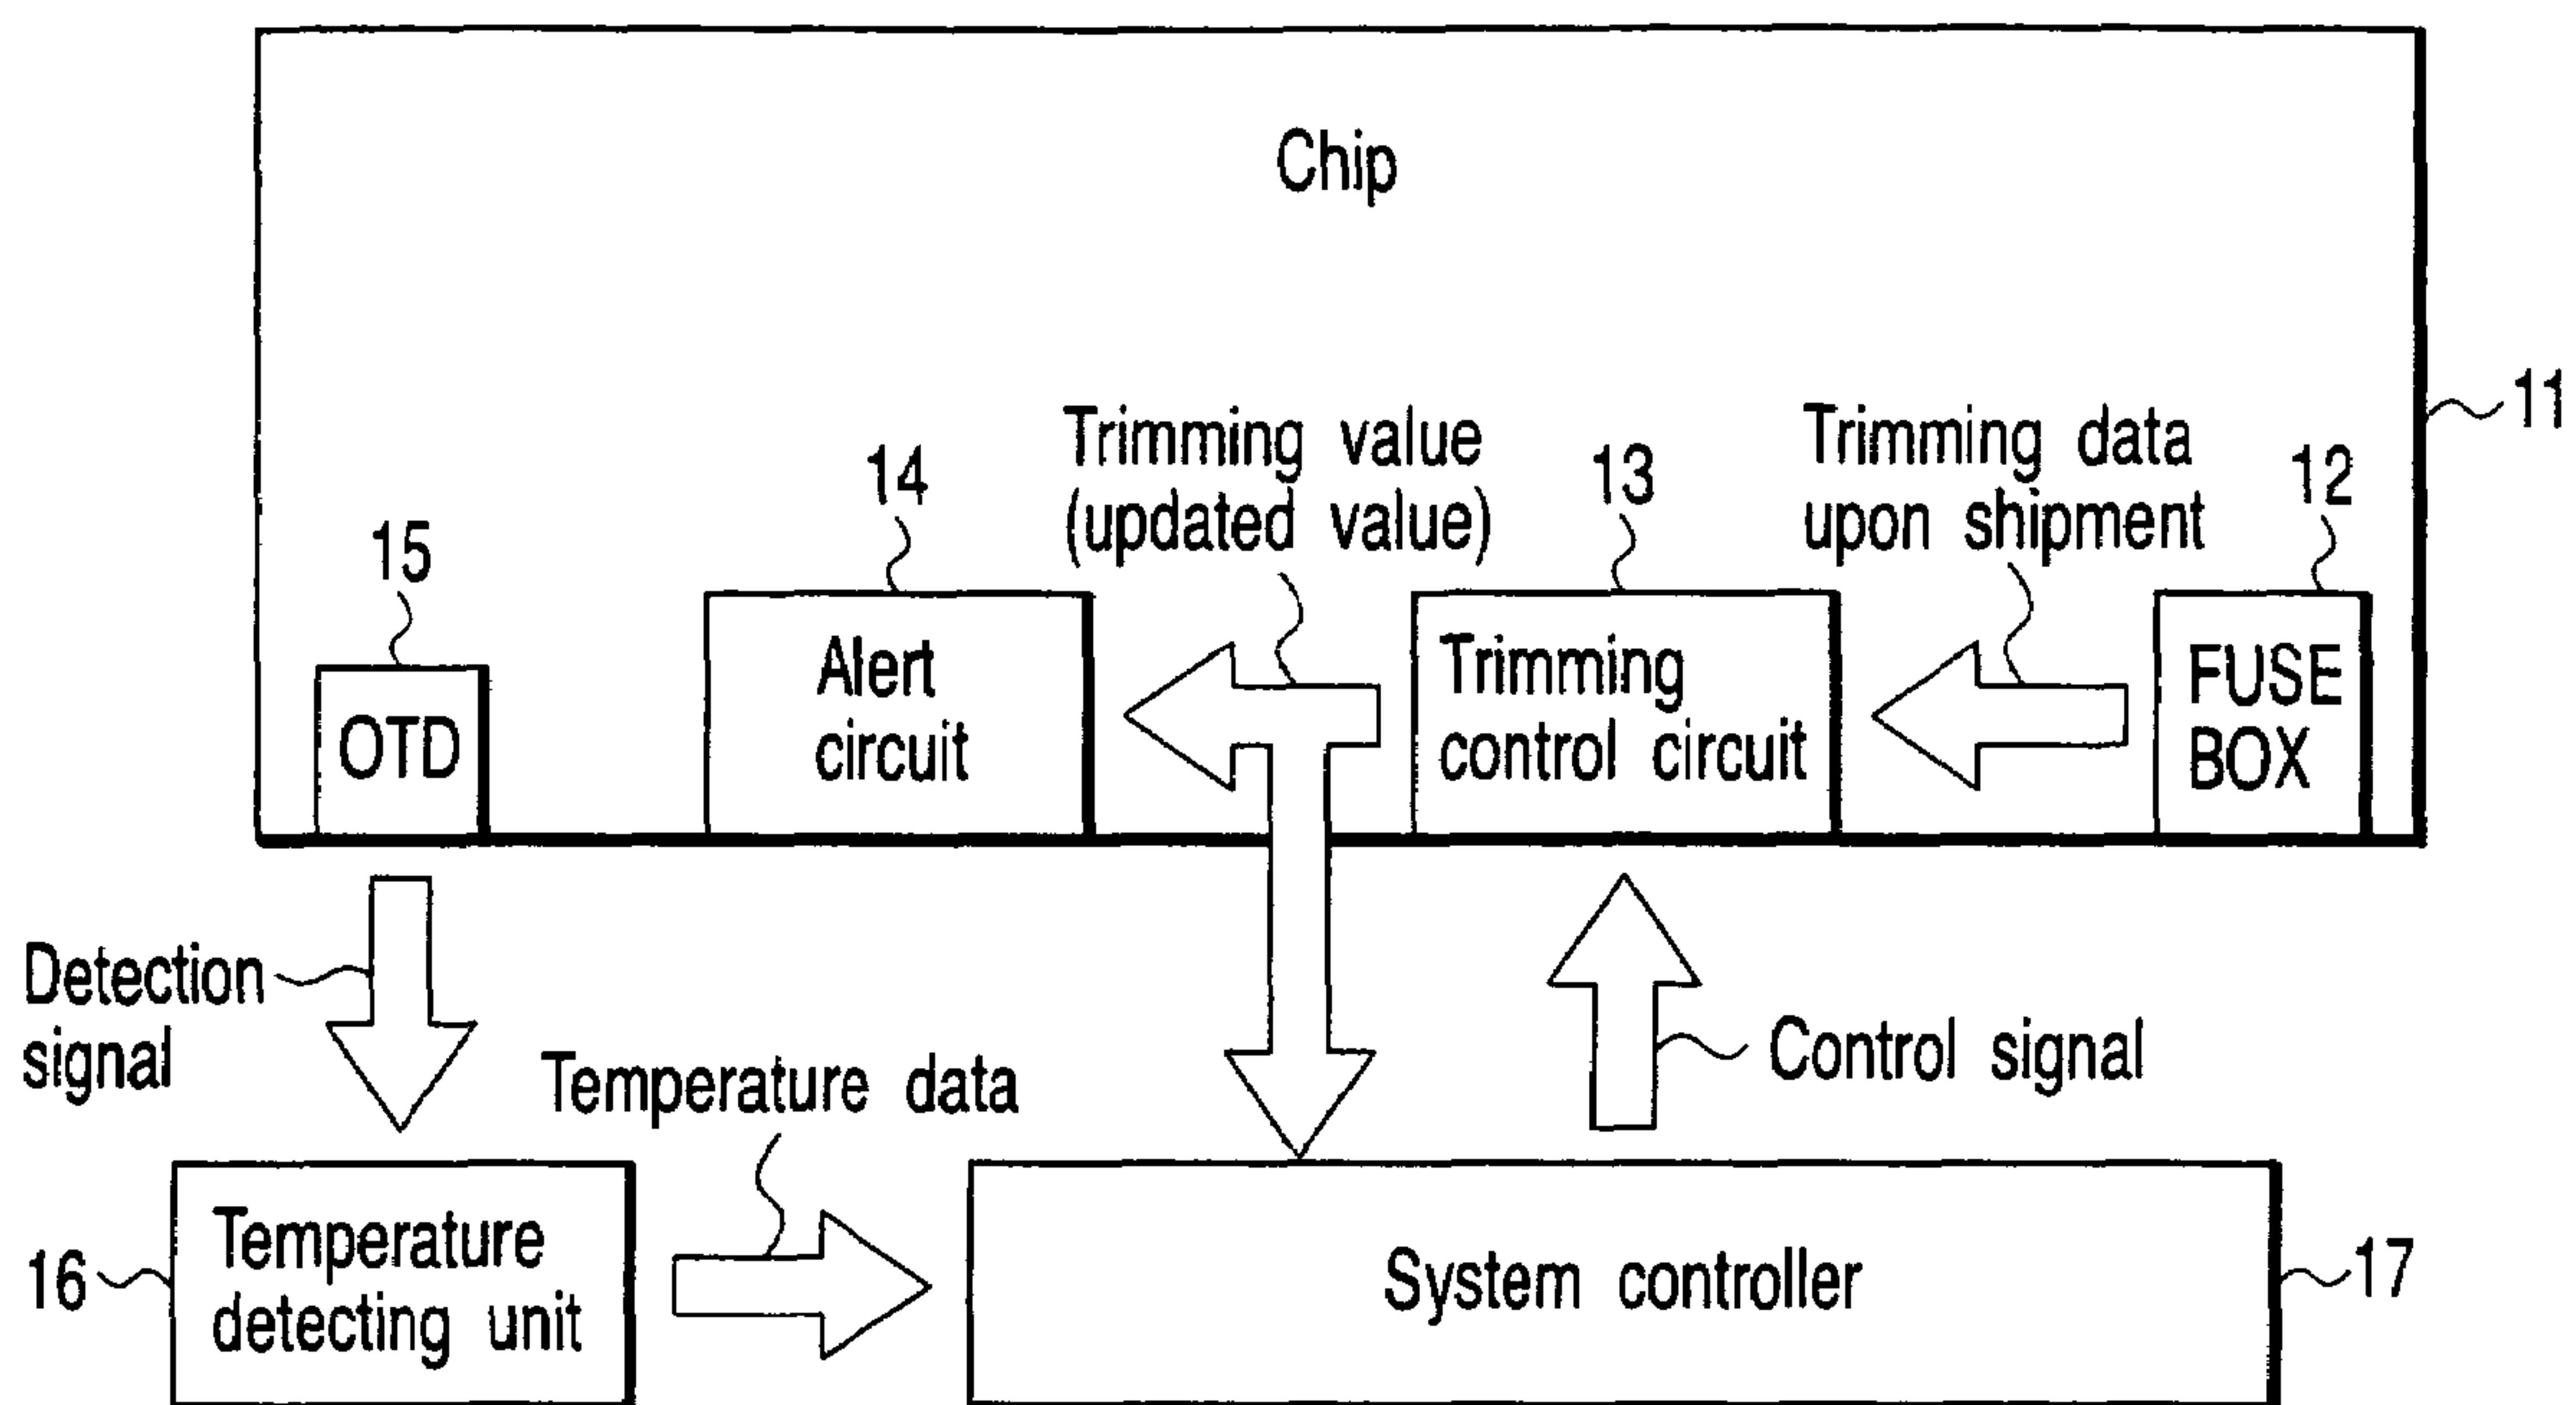 Chip
11
Trimming value
(updated value)
Trimming data
upon shipment
14
13
12
15
Alert
circuit
Trimming
control circuit
FUSE
BOX
OTD
Detection
signal
Temperature data
Control signal
16
Temperature
detecting unit
System controller
17